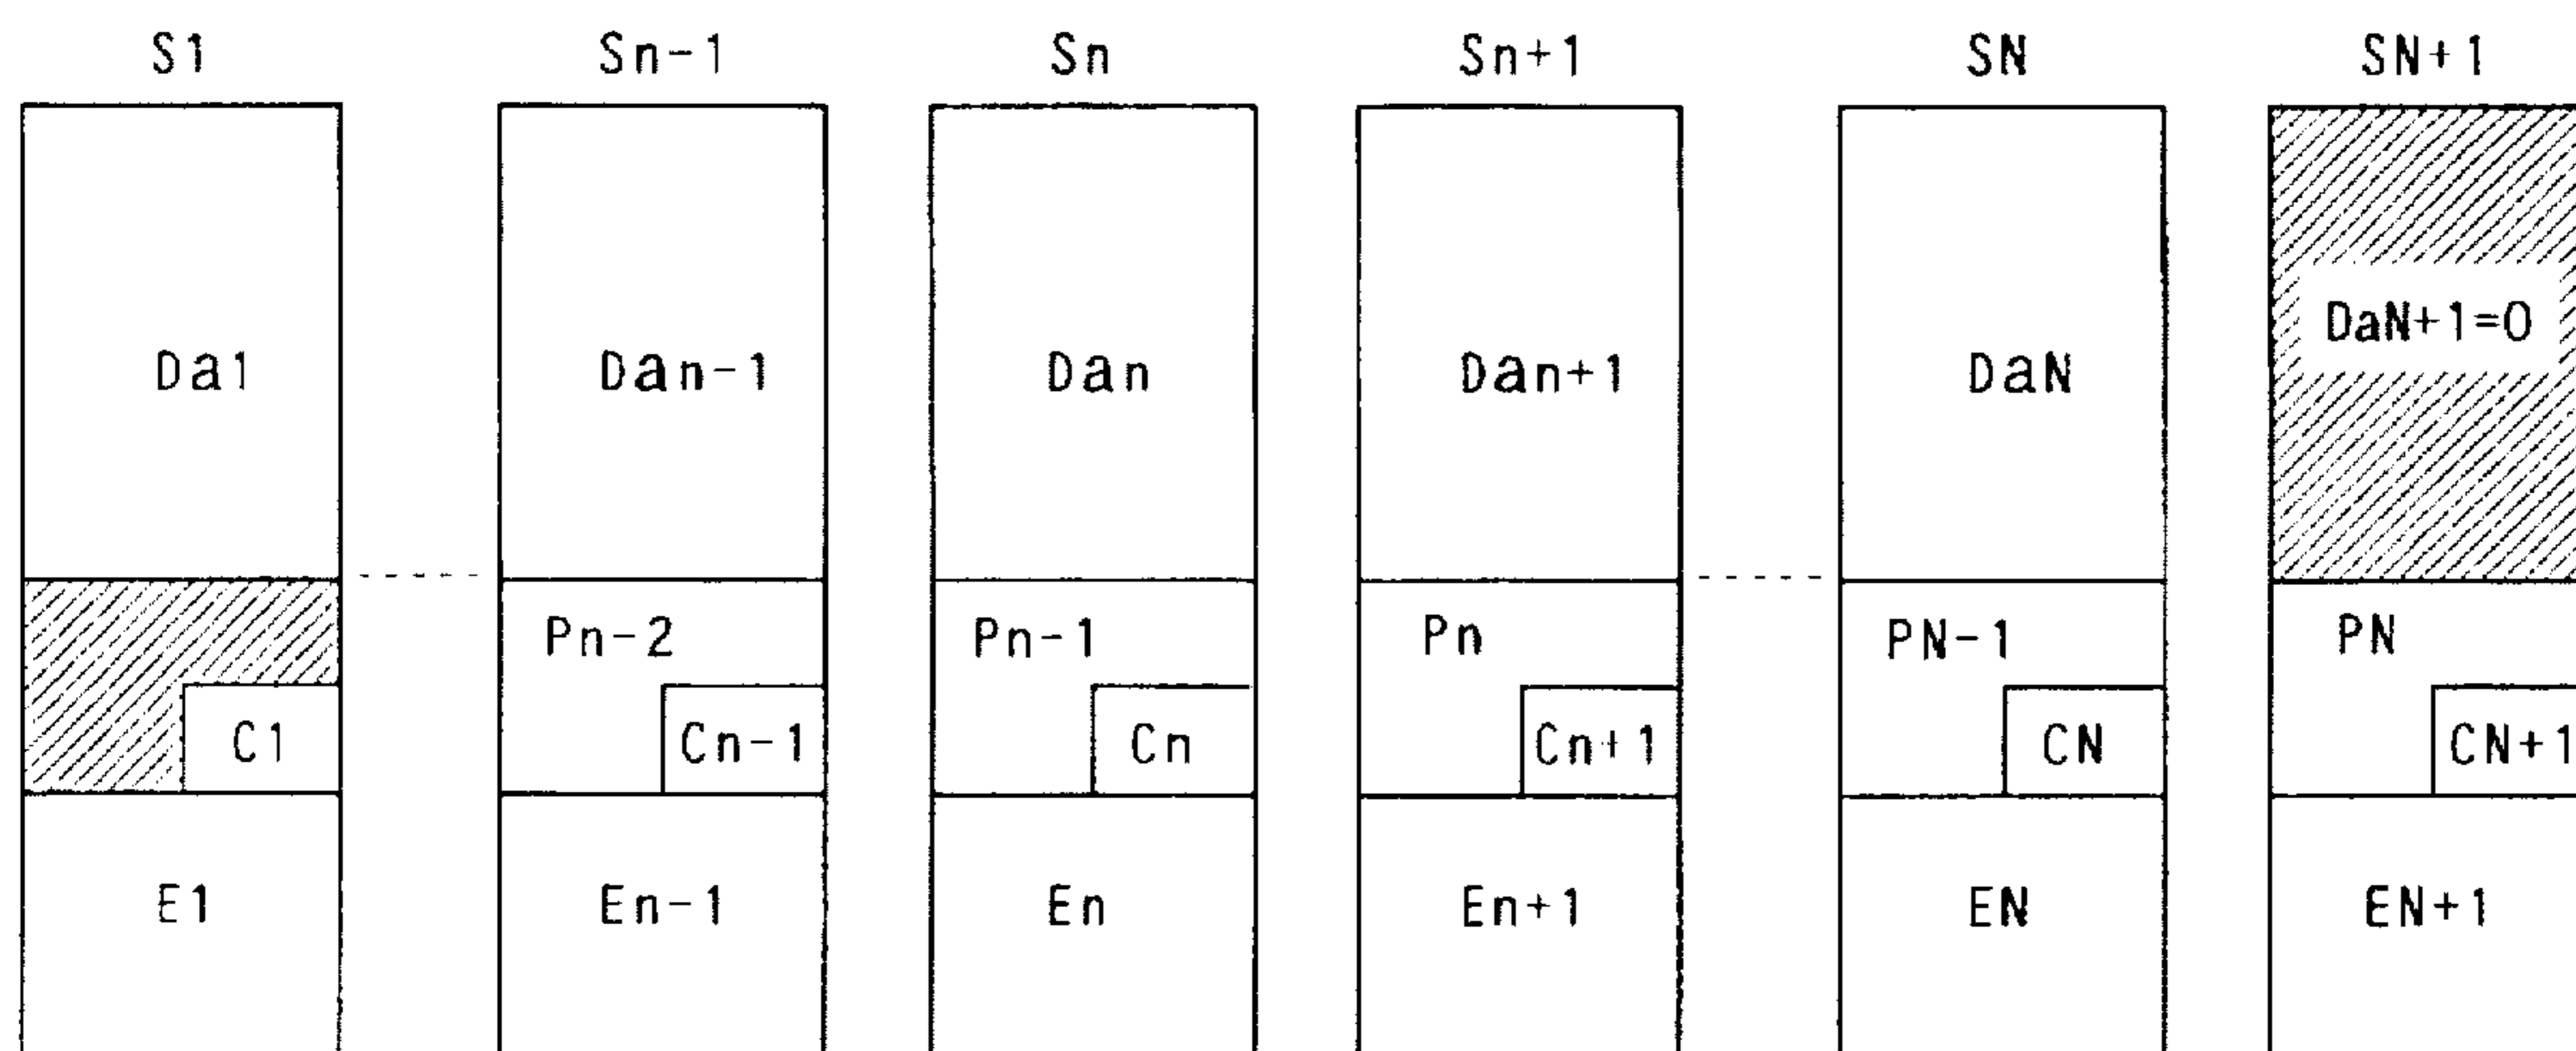 S1 Sn-1 Sn Sn+1 SN SN+1
DaN+1=0
Da1 Dan-1 Dan Dan+1 DaN
Pn-2 Pn-1 Pn PN-1 PN
C1 Cn-1 Cn Cn+1 CN CN+1
E1 En-1 En En+1 EN EN+1